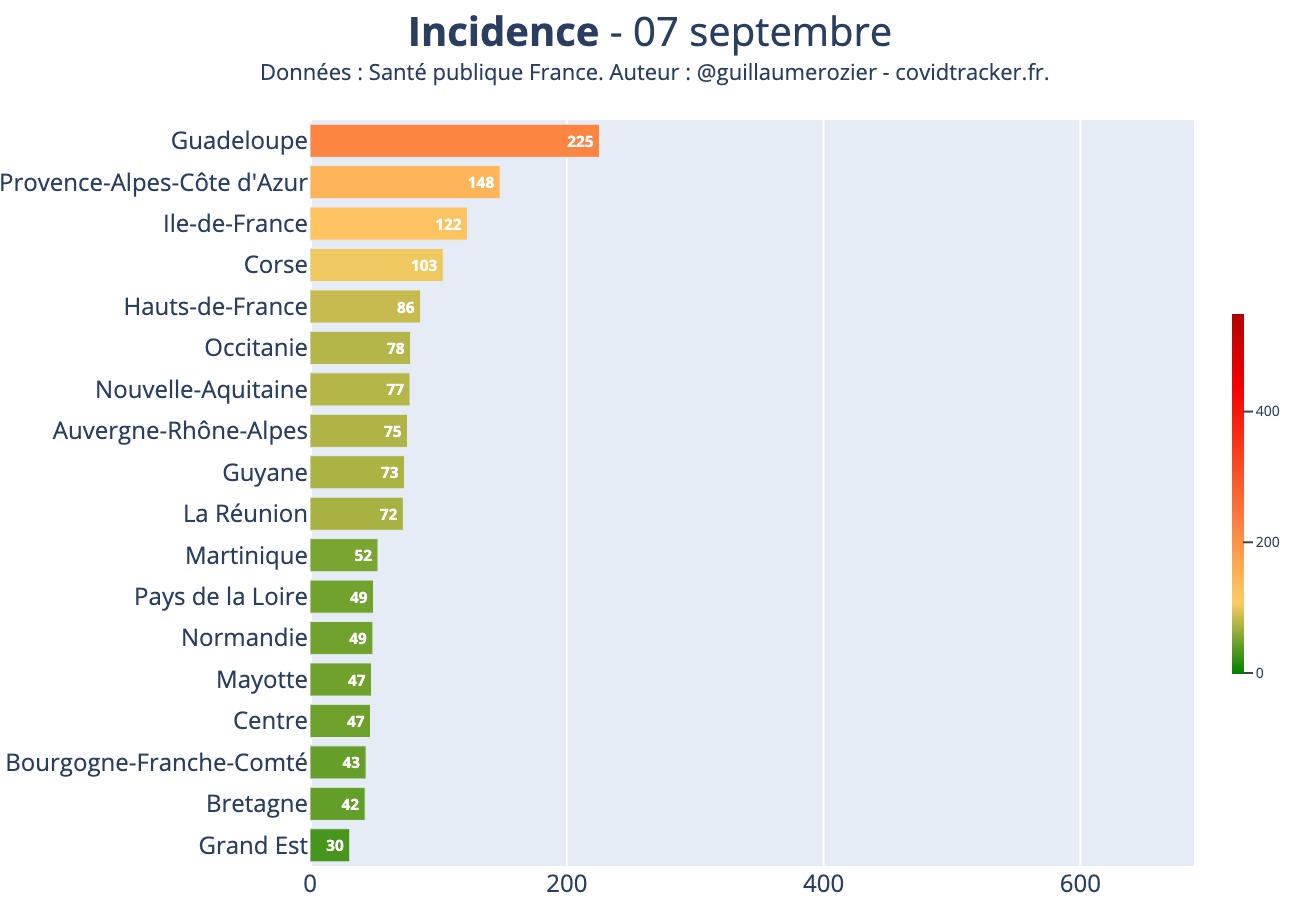 Incidence - 07 septembre
Données : Santé publique France. Auteur : @guillaumerozier - covidtracker.fr.
Guadeloupe 225
Provence-Alpes-Côte d'Azur 148
Ile-de-France 122
Corse 103
Hauts-de-France 86
Occitanie 78
Nouvelle-Aquitaine 77
Auvergne-Rhône-Alpes 75
Guyane 73
La Réunion 72
Martinique 52
Pays de la Loire 49
Normandie 49
Mayotte 47
Centre 47
Bourgogne-Franche-Comté 43
Bretagne 42
Grand Est 30
0 200 400 600
400
200
0